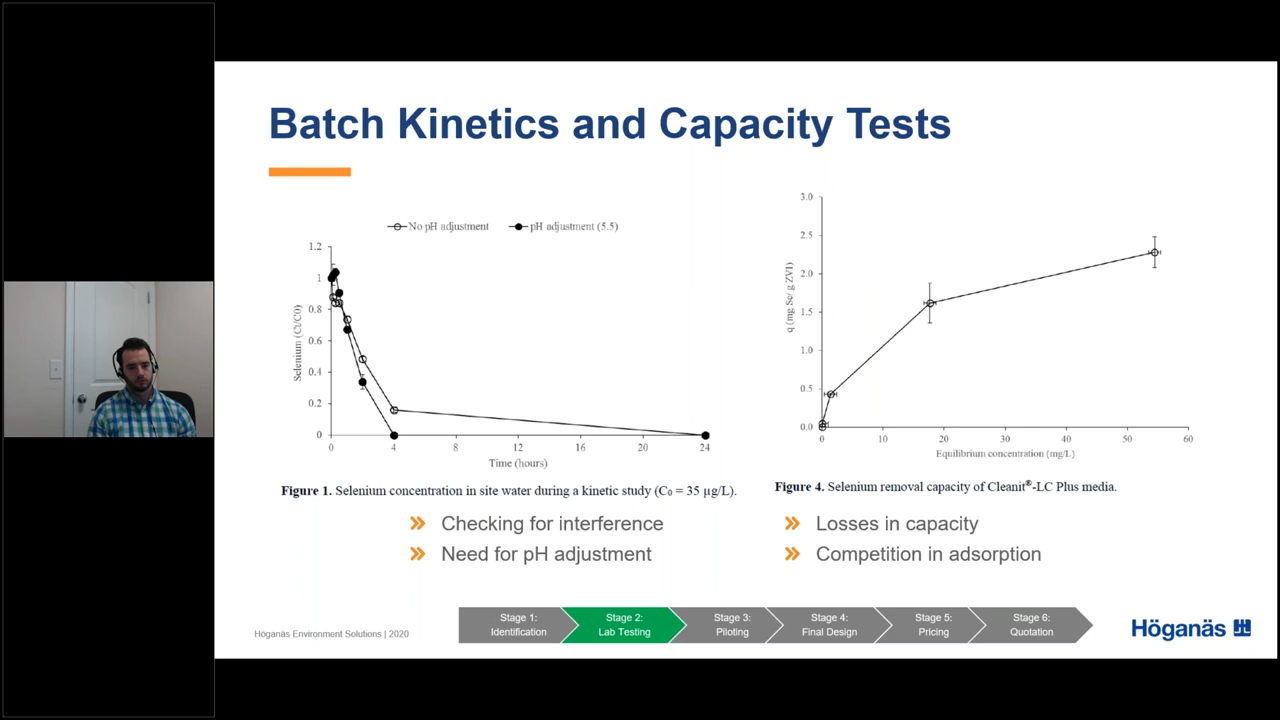 Batch Kinetics and Capacity Tests
No pH adjustment
pH adjustment (5.5)
1.2
1
0.8
0.6
0.4
0.2
0
Selenium (Ct/C0)
0
4
8
12
16
20
24
Time (hours)
Figure 1. Selenium concentration in site water during a kinetic study (C₀ = 35 µg/L).
Checking for interference
Need for pH adjustment
3.0
2.5
2.0
1.5
1.0
0.5
0.0
q (mg Se/ g ZVI)
0
10
20
30
40
50
60
Equilibrium concentration (mg/L)
Figure 4. Selenium removal capacity of Cleanit®-LC Plus media.
Losses in capacity
Competition in adsorption
Höganäs Environment Solutions | 2020
Stage 1:
Identification
Stage 2:
Lab Testing
Stage 3:
Piloting
Stage 4:
Final Design
Stage 5:
Pricing
Stage 6:
Quotation
Höganäs